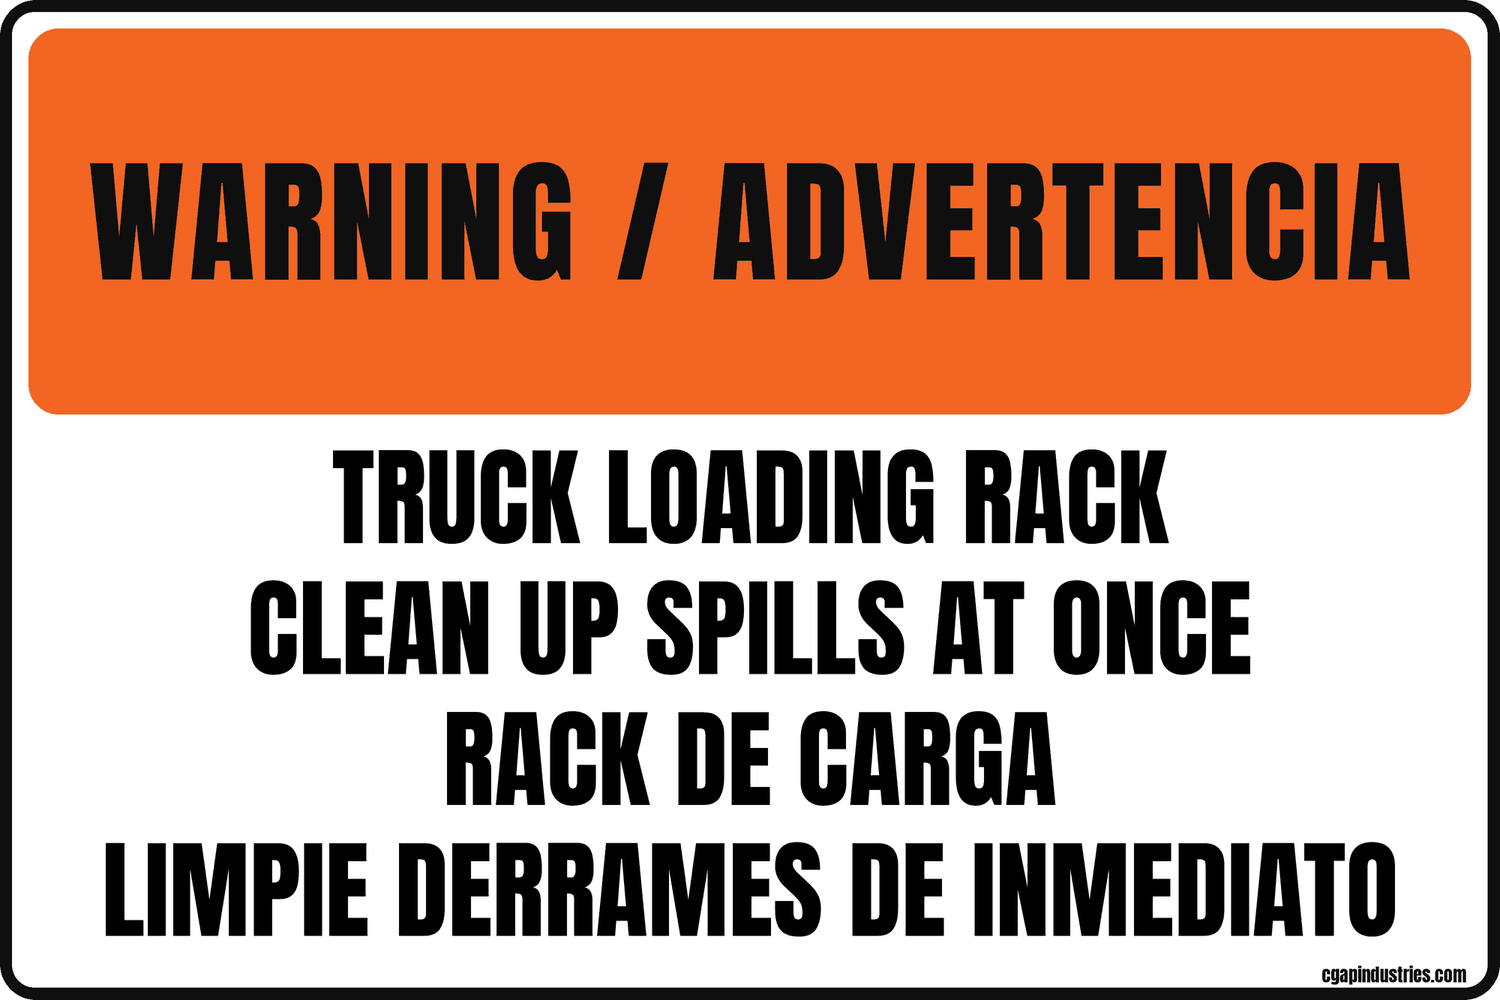 WARNING / ADVERTENCIA
TRUCK LOADING RACK
CLEAN UP SPILLS AT ONCE
RACK DE CARGA
LIMPIE DERRAMES DE INMEDIATO
cgapindustries.com